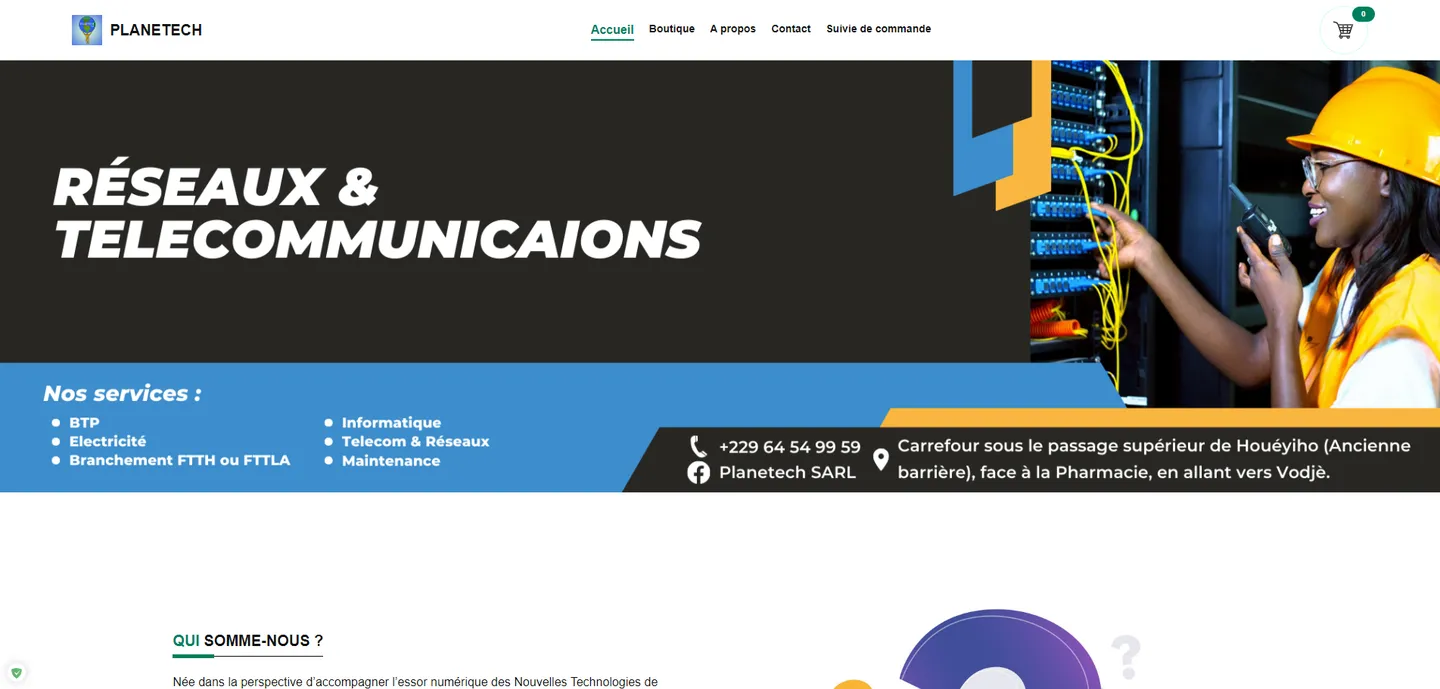 PLANETECH
Accueil
Boutique
A propos
Contact
Suivie de commande
0
RÉSEAUX &
TELECOMMUNICAIONS
Nos services :
BTP
Electricité
Branchement FTTH ou FTTLA
Informatique
Telecom & Réseaux
Maintenance
+229 64 54 99 59
Planetech SARL
Carrefour sous le passage supérieur de Houéyiho (Ancienne
barrière), face à la Pharmacie, en allant vers Vodjè.
QUI SOMME-NOUS ?
Née dans la perspective d’accompagner l’essor numérique des Nouvelles Technologies de
?